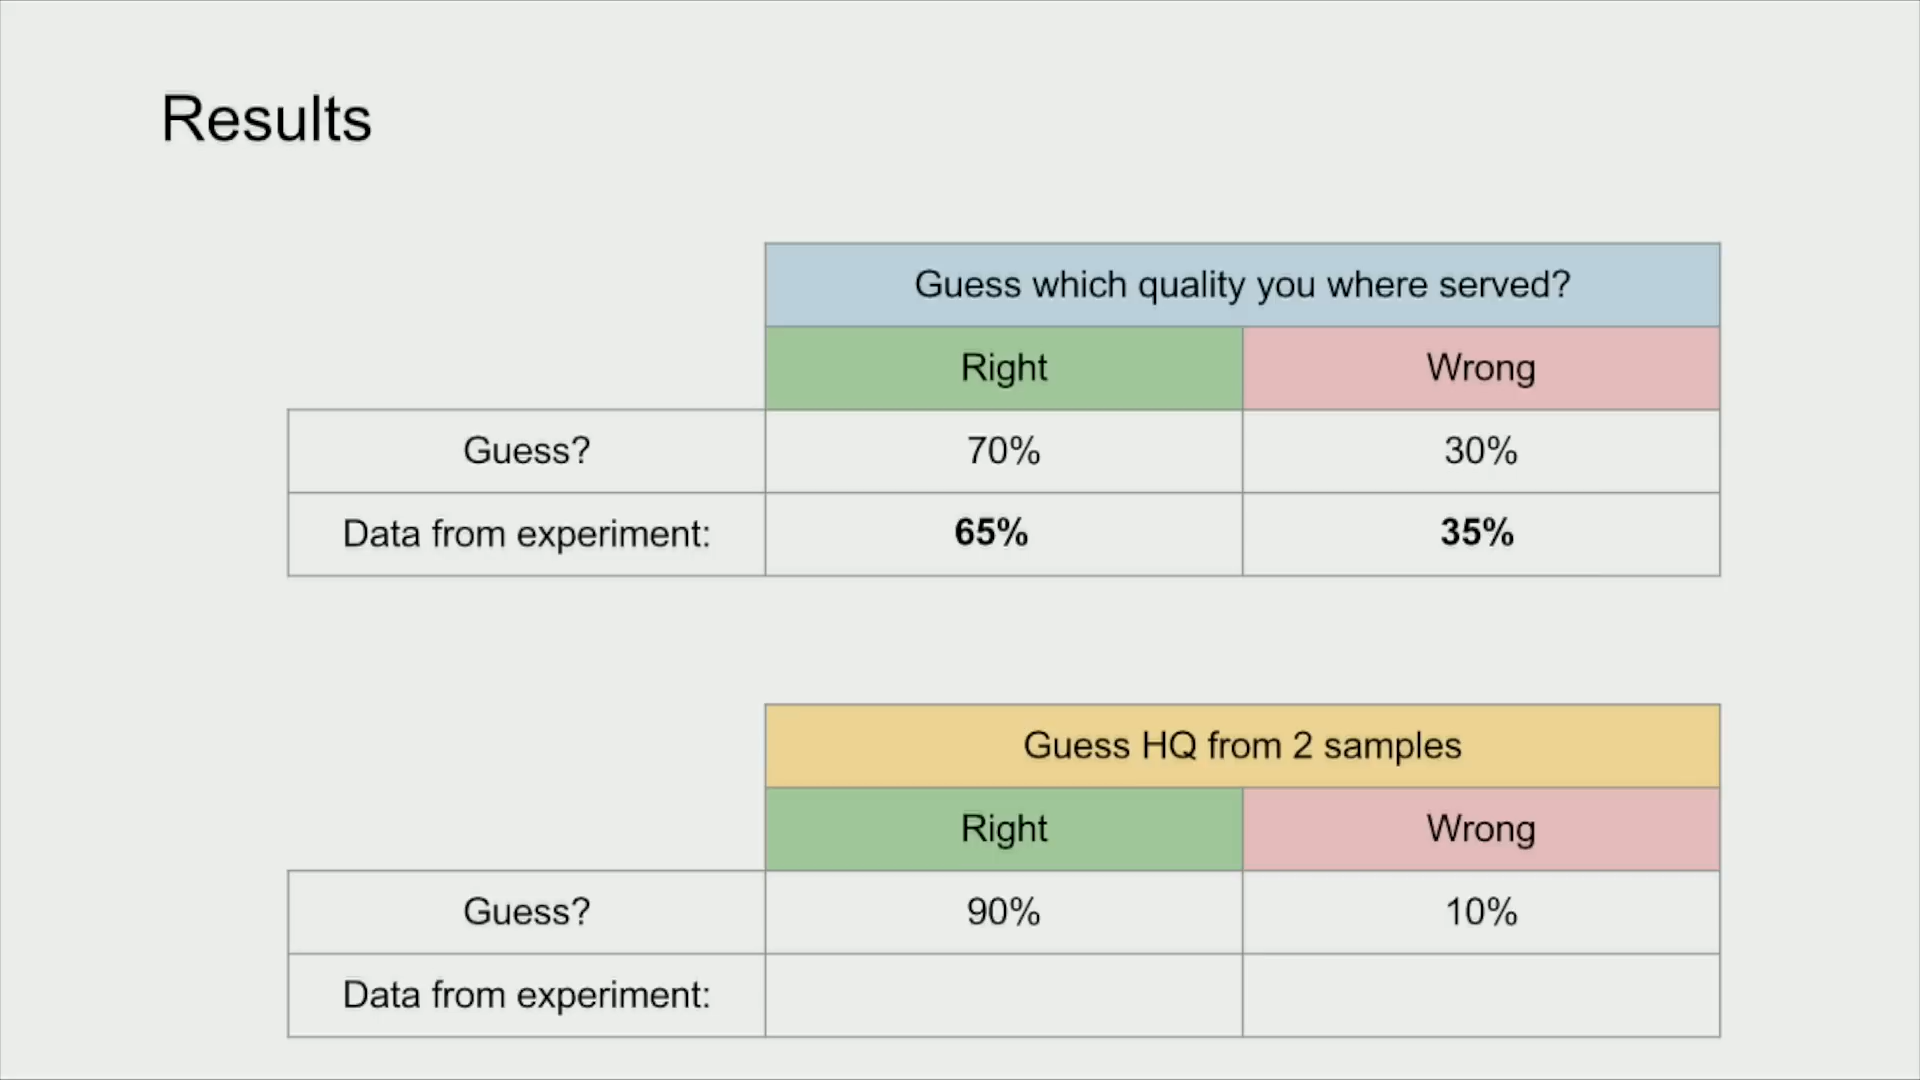 Results
Guess which quality you where served?
Right Wrong
Guess? 70% 30%
Data from experiment: 65% 35%
Guess HQ from 2 samples
Right Wrong
Guess? 90% 10%
Data from experiment: